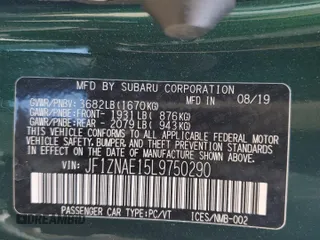 MFD. BY SUBARU CORPORATION 08/19
GVWR/PNBV: 3682LB(1670KG)
GAWR/PNBE:FRONT- 1931LB( 876KG)
GAWR/PNBE:REAR - 2079LB( 943KG)
THIS VEHICLE CONFORMS TO ALL APPLICABLE FEDERAL
MOTOR VEHICLE SAFETY, BUMPER, AND THEFT
PREVENTION STANDARDS IN EFFECT ON THE DATE OF
MANUFACTURE SHOWN ABOVE.
VIN: JF1ZNAE15L9750290
PASSENGER CAR TYPE:PC/VT ICES/NMB-002
DREAMBID